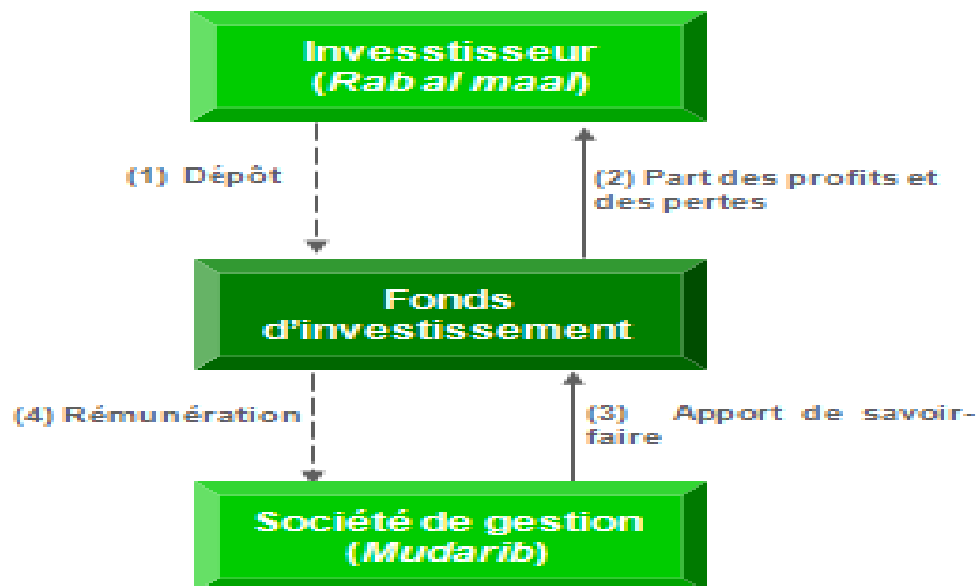 Invesstisseur
(Rab al maal)
(1) Dépôt
(2) Part des profits et
des pertes
Fonds
d'investissement
(4) Rémunération
(3) Apport de savoir-
faire
Société de gestion
(Mudarib)